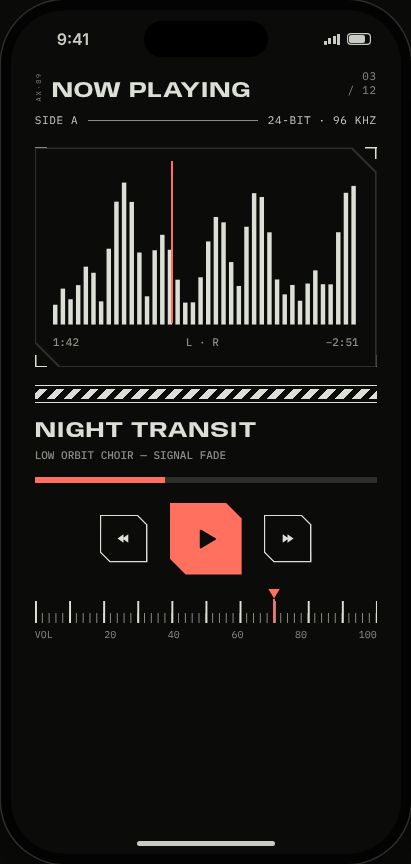 9:41
AX-09
NOW PLAYING
03
/ 12
SIDE A
24-BIT · 96 KHZ
1:42
L · R
−2:51
NIGHT TRANSIT
LOW ORBIT CHOIR — SIGNAL FADE
VOL 20 40 60 80 100